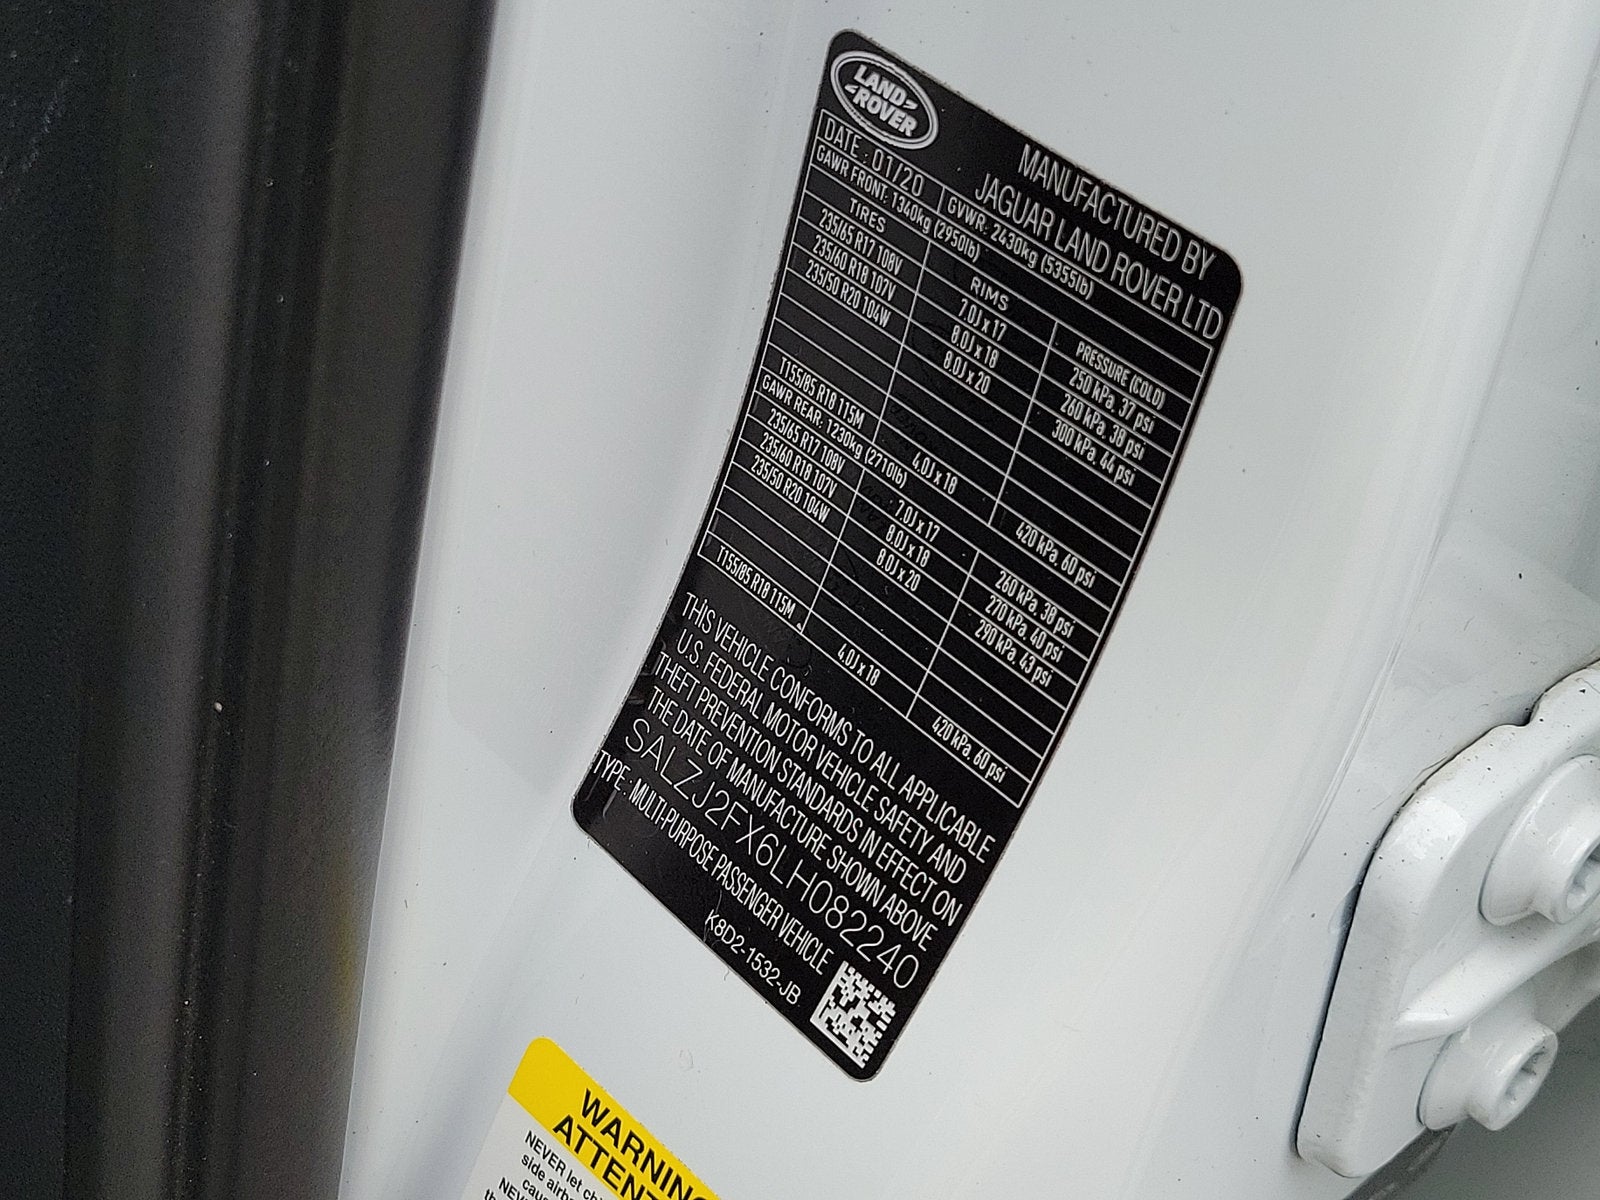 LAND
ROVER
MANUFACTURED BY
JAGUAR LAND ROVER LTD
DATE : 01/20 GVWR: 2430kg (5355lb)
GAWR FRONT: 1340kg (2950lb)
TIRES RIMS PRESSURE (COLD)
235/65 R17 108V 7.0J x 17 250 kPa, 37 psi
235/60 R18 107V 8.0J x 18 260 kPa, 38 psi
235/50 R20 104W 8.0J x 20 300 kPa, 44 psi
T155/85 R18 115M 4.0J x 18 420 kPa, 60 psi
GAWR REAR: 1230kg (2710lb)
235/65 R17 108V 7.0J x 17 260 kPa, 38 psi
235/60 R18 107V 8.0J x 18 270 kPa, 40 psi
235/50 R20 104W 8.0J x 20 290 kPa, 43 psi
T155/85 R18 115M 4.0J x 18 420 kPa, 60 psi
THIS VEHICLE CONFORMS TO ALL APPLICABLE
U.S. FEDERAL MOTOR VEHICLE SAFETY AND
THEFT PREVENTION STANDARDS IN EFFECT ON
THE DATE OF MANUFACTURE SHOWN ABOVE
SALZJ2FX6LH082240
TYPE : MULTI-PURPOSE PASSENGER VEHICLE
K8D2-1532-JB
WARNING
ATTEN
NEVER let chi
side airb
NEV